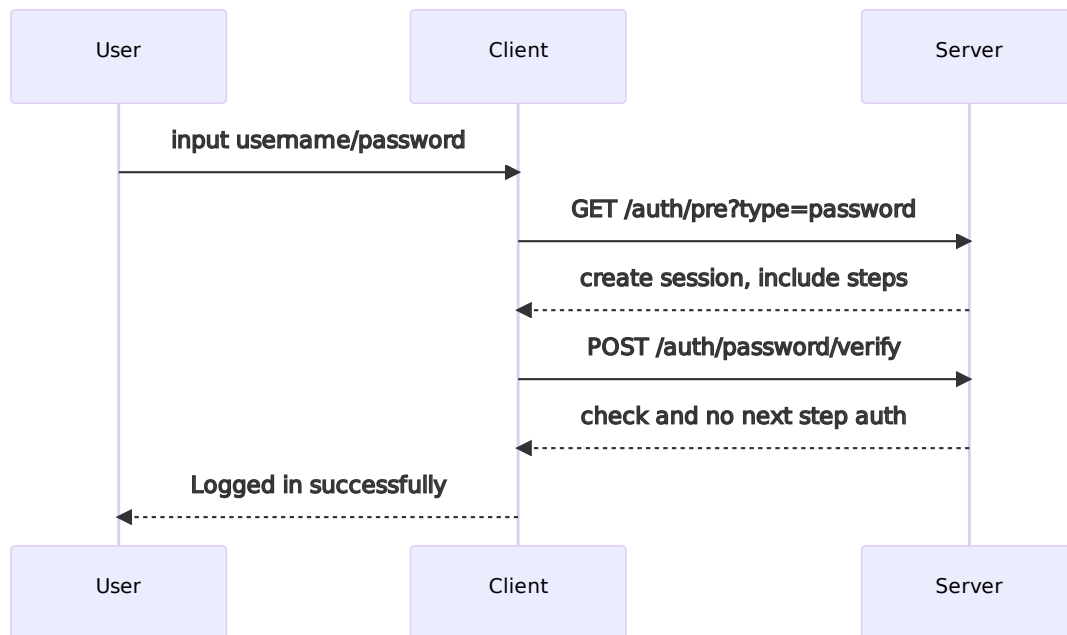 User
Client
Server
input username/password
GET /auth/pre?type=password
create session, include steps
POST /auth/password/verify
check and no next step auth
Logged in successfully
User
Client
Server